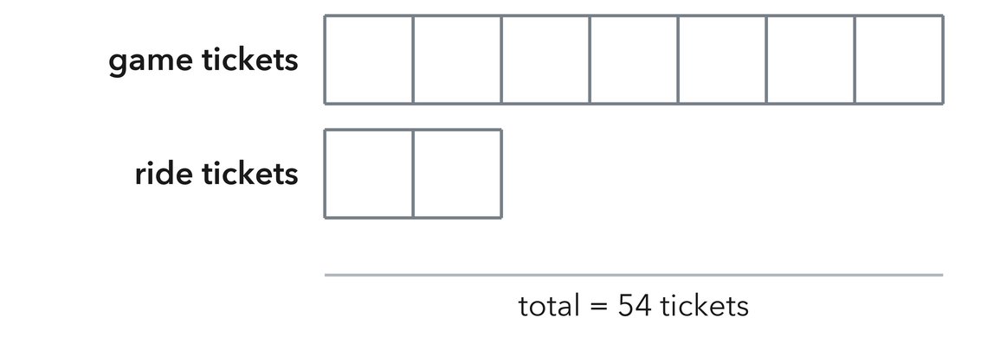 game tickets
ride tickets
total = 54 tickets